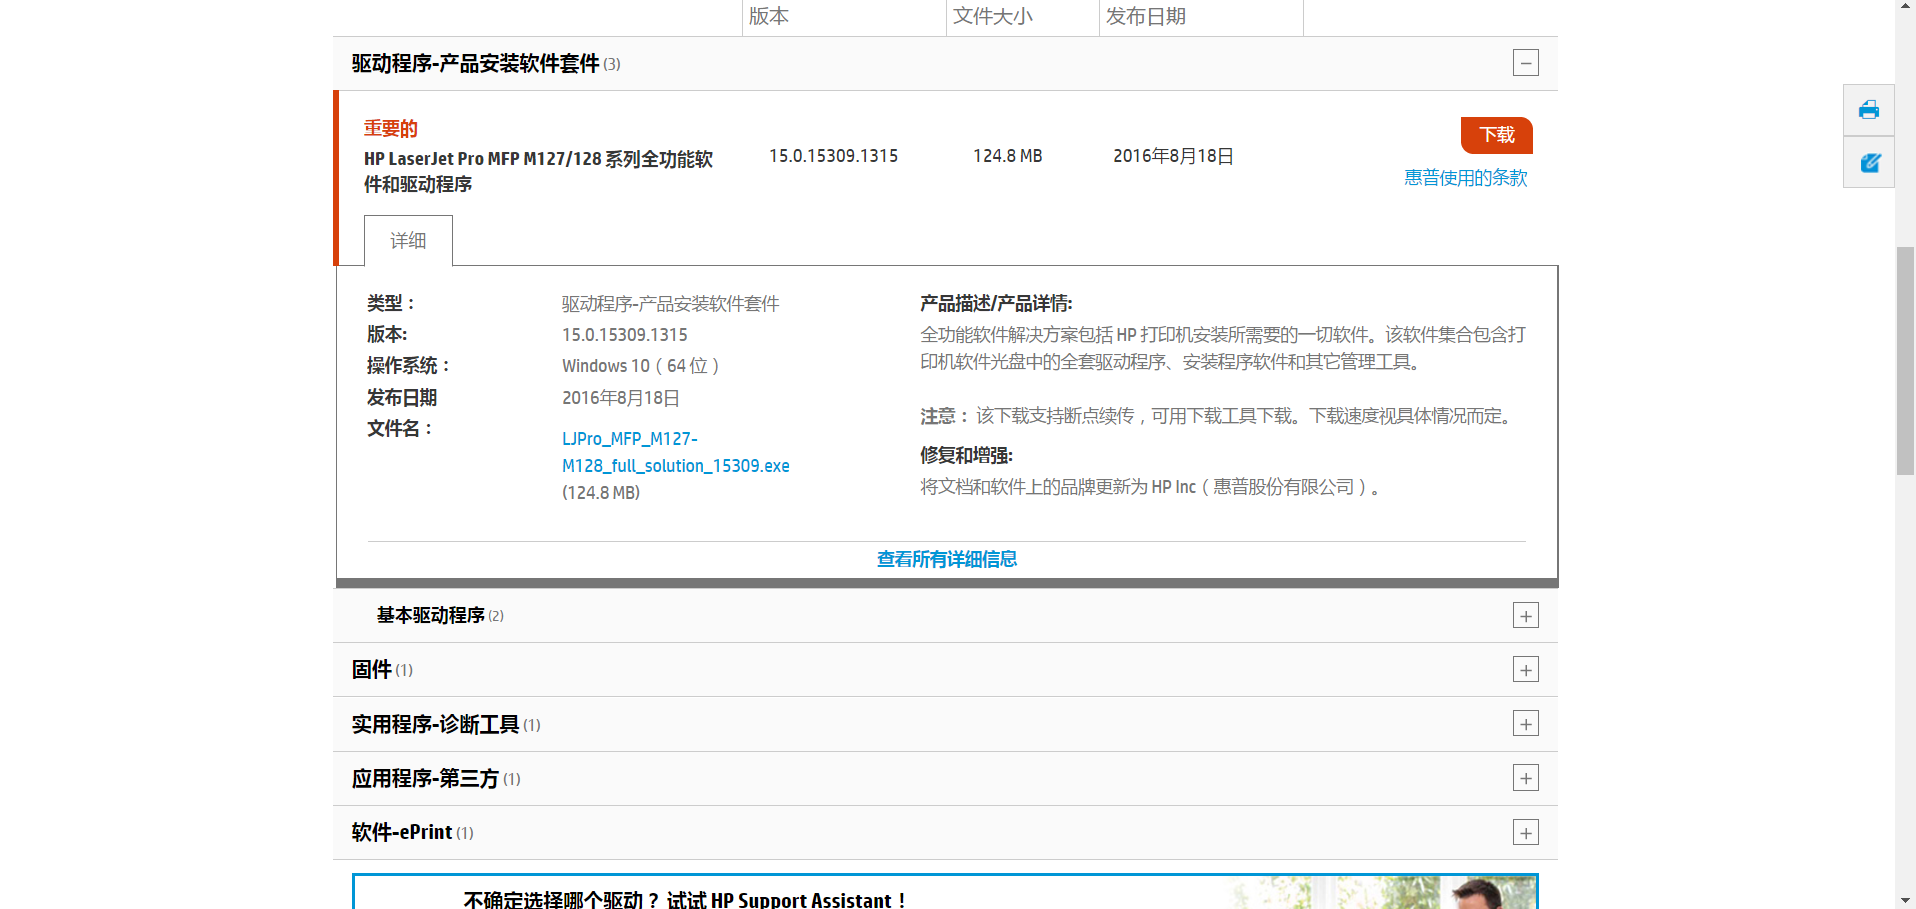 版本 文件大小 发布日期
驱动程序-产品安装软件套件 (3)
重要的
HP LaserJet Pro MFP M127/128 系列全功能软
件和驱动程序
15.0.15309.1315 124.8 MB 2016年8月18日
下载
惠普使用的条款
详细
类型： 驱动程序-产品安装软件套件
版本: 15.0.15309.1315
操作系统： Windows 10（64 位）
发布日期 2016年8月18日
文件名： LJPro_MFP_M127-
M128_full_solution_15309.exe
(124.8 MB)
产品描述/产品详情:
全功能软件解决方案包括 HP 打印机安装所需要的一切软件。该软件集合包含打
印机软件光盘中的全套驱动程序、安装程序软件和其它管理工具。
注意： 该下载支持断点续传，可用下载工具下载。下载速度视具体情况而定。
修复和增强:
将文档和软件上的品牌更新为 HP Inc（惠普股份有限公司）。
查看所有详细信息
基本驱动程序 (2)
固件 (1)
实用程序-诊断工具 (1)
应用程序-第三方 (1)
软件-ePrint (1)
不确定选择哪个驱动？ 试试 HP Support Assistant！